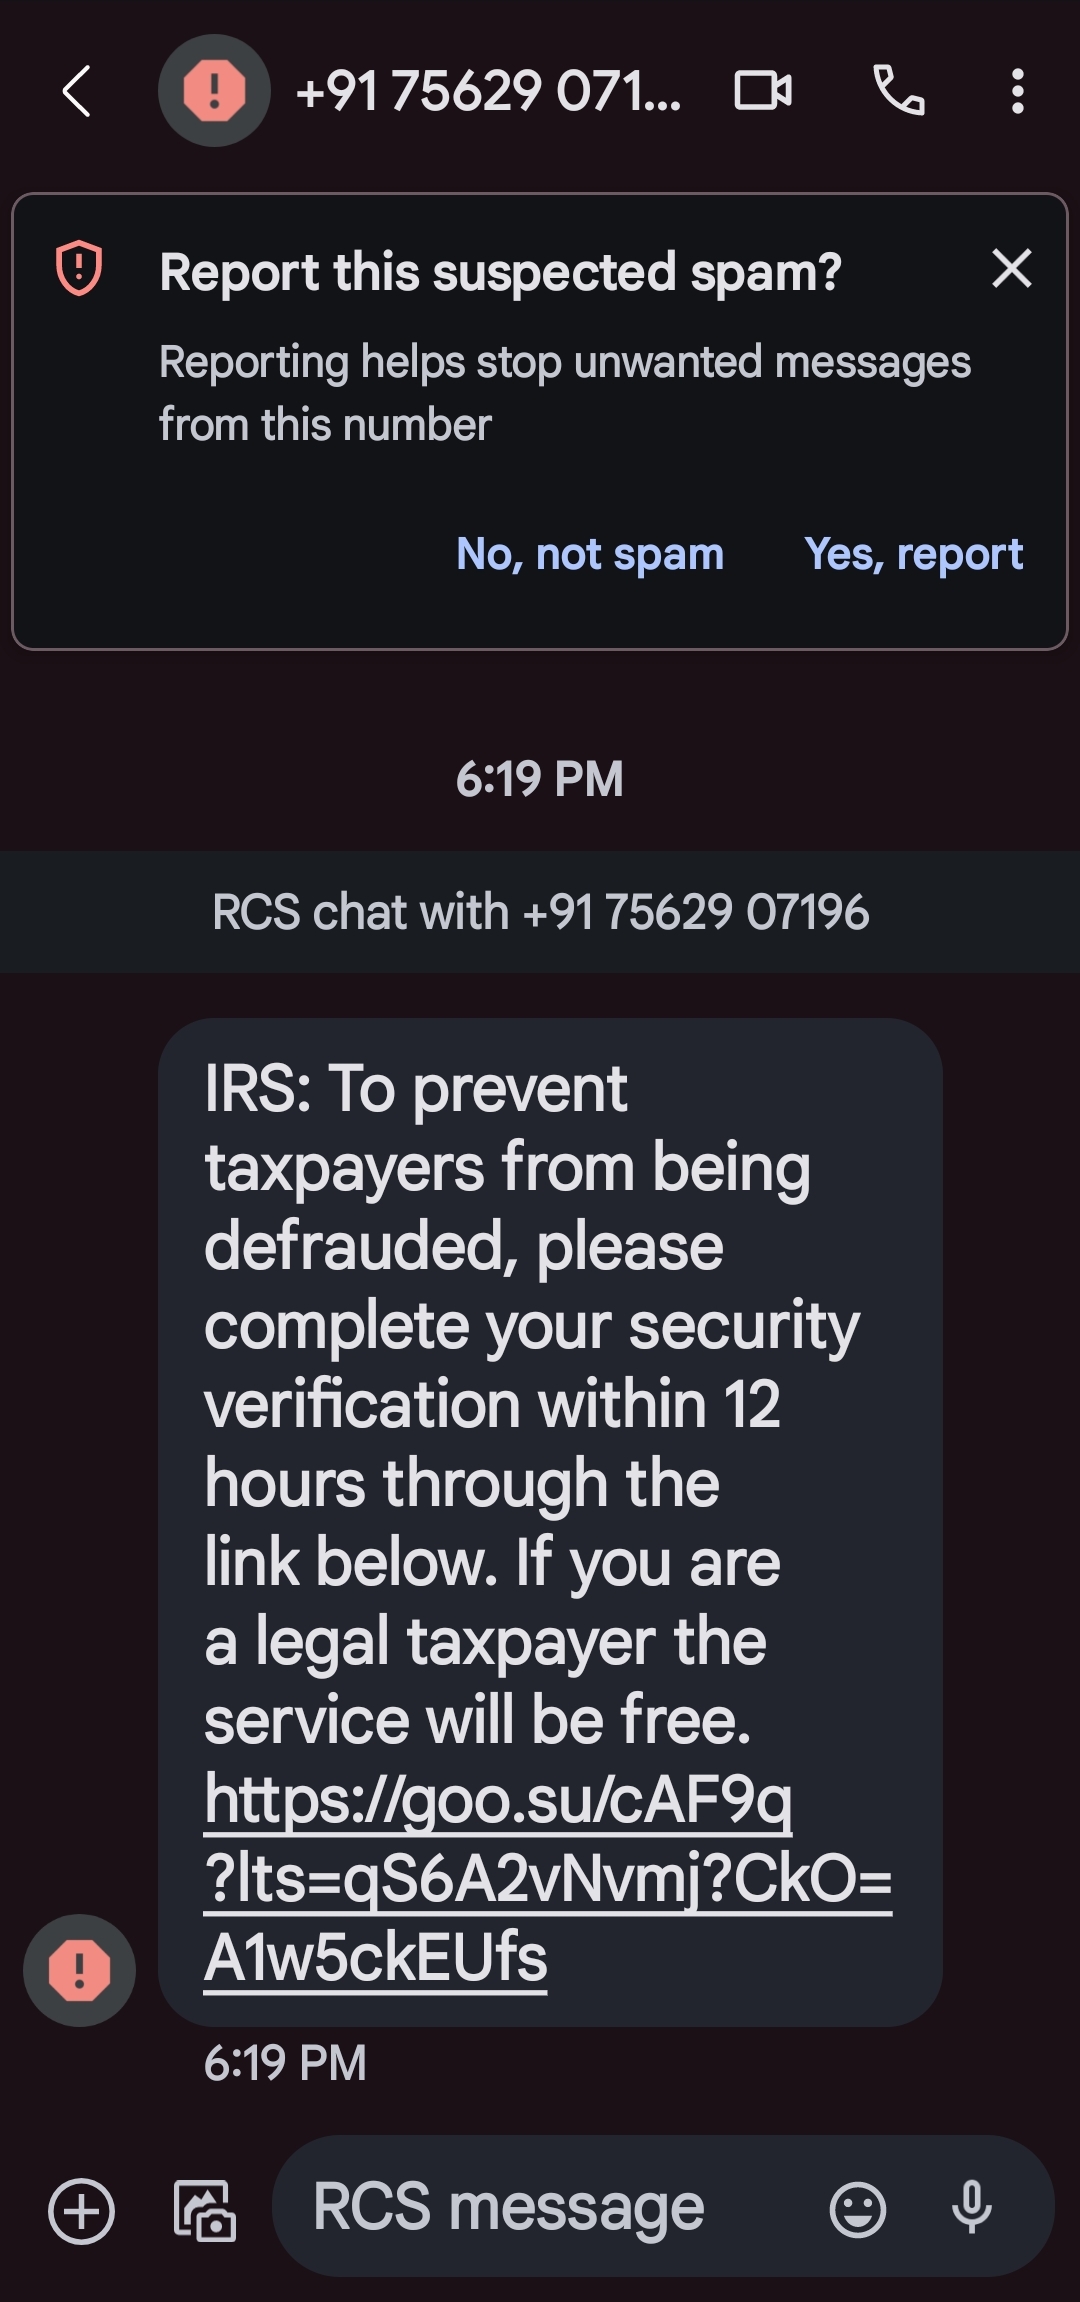 +91 75629 071...
Report this suspected spam?
Reporting helps stop unwanted messages
from this number
No, not spam
Yes, report
6:19 PM
RCS chat with +91 75629 07196
IRS: To prevent
taxpayers from being
defrauded, please
complete your security
verification within 12
hours through the
link below. If you are
a legal taxpayer the
service will be free.
https://goo.su/cAF9q
?lts=qS6A2vNvmj?CkO=
A1w5ckEUfs
6:19 PM
RCS message